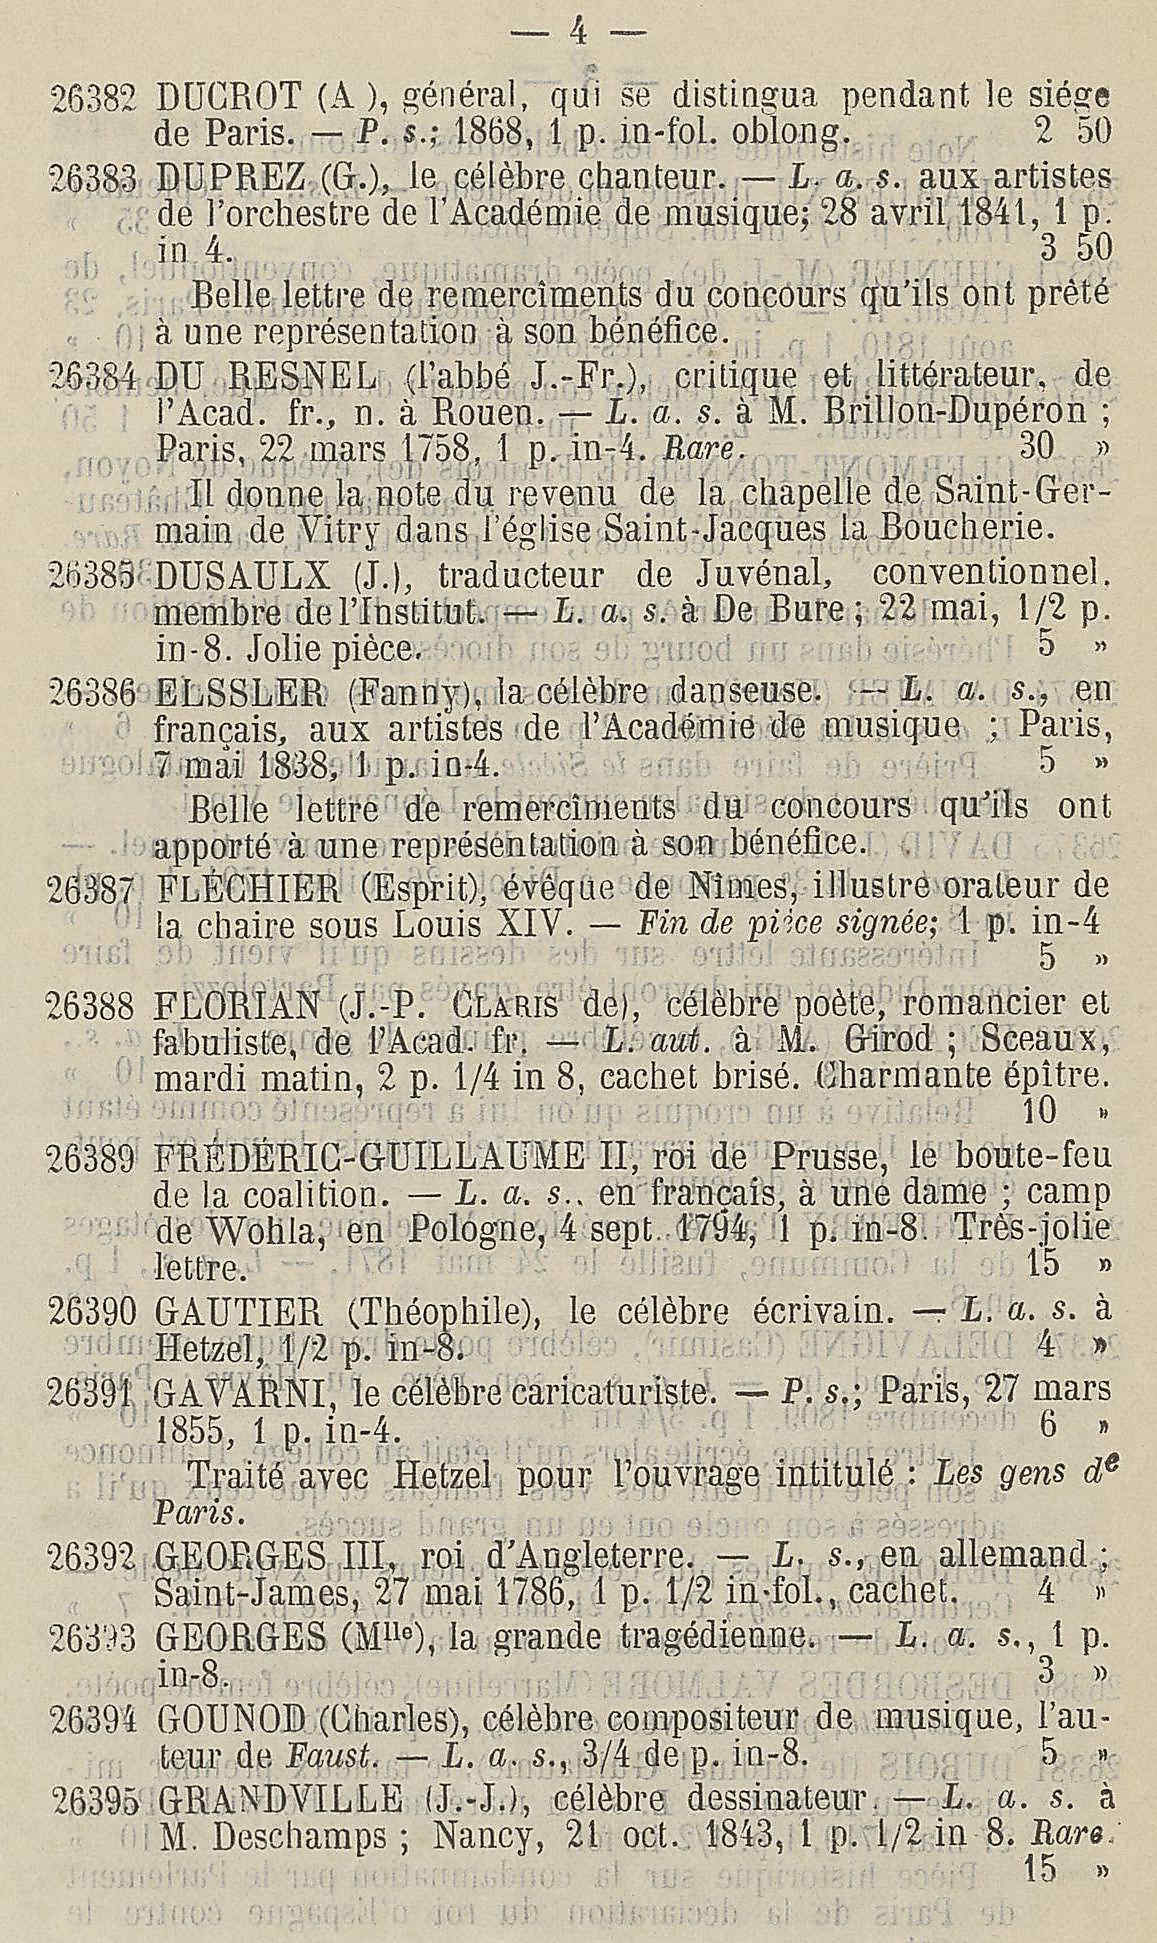 — 4 —
26382 DUCROT (A ), général, qui se distingua pendant le siége
de Paris. — P. s.; 1868, 1 p. in-fol. oblong. 2 50
26383 DUPREZ (G.), le célèbre chanteur. — L. a. s. aux artistes
de l'orchestre de l'Académie de musique; 28 avril 1841, 1 p.
in 4. 3 50
Belle lettre de remercîments du concours qu'ils ont prêté
à une représentation à son bénéfice.
26384 DU RESNEL (l'abbé J.-Fr.), critique et littérateur, de
l'Acad. fr., n. à Rouen. — L. a. s. à M. Brillon-Dupéron ;
Paris, 22 mars 1758, 1 p. in-4. Rare. 30 »
Il donne la note du revenu de la chapelle de Saint-Ger-
main de Vitry dans l'église Saint-Jacques la Boucherie.
26385 DUSAULX (J.), traducteur de Juvénal, conventionnel.
membre de l'Institut. — L. a. s. à De Bure ; 22 mai, 1/2 p.
in-8. Jolie pièce. 5 »
26386 ELSSLER (Fanny), la célèbre danseuse. — L. a. s., en
français, aux artistes de l'Académie de musique ; Paris,
7 mai 1838, 1 p. in-4. 5 »
Belle lettre de remercîments du concours qu'ils ont
apporté à une représentation à son bénéfice.
26387 FLÉCHIER (Esprit), évêque de Nîmes, illustre orateur de
la chaire sous Louis XIV. — Fin de pièce signée; 1 p. in-4
5 »
26388 FLORIAN (J.-P. CLARIS de), célèbre poète, romancier et
fabuliste, de l'Acad. fr. — L. aut. à M. Girod ; Sceaux,
mardi matin, 2 p. 1/4 in 8, cachet brisé. Charmante épître.
10 »
26389 FRÉDÉRIC-GUILLAUME II, roi de Prusse, le boute-feu
de la coalition. — L. a. s., en français, à une dame ; camp
de Wohla, en Pologne, 4 sept. 1794, 1 p. in-8. Très-jolie
lettre. 15 »
26390 GAUTIER (Théophile), le célèbre écrivain. — L. a. s. à
Hetzel, 1/2 p. in-8. 4 »
26391 GAVARNI, le célèbre caricaturiste. — P. s.; Paris, 27 mars
1855, 1 p. in-4. 6 »
Traité avec Hetzel pour l'ouvrage intitulé : Les gens de
Paris.
26392 GEORGES III, roi d'Angleterre. — L. s., en allemand ;
Saint-James, 27 mai 1786, 1 p. 1/2 in-fol., cachet. 4 »
26393 GEORGES (Mlle), la grande tragédienne. — L. a. s., 1 p.
in-8. 3 »
26394 GOUNOD (Charles), célèbre compositeur de musique, l'au-
teur de Faust. — L. a. s., 3/4 de p. in-8. 5 »
26395 GRANDVILLE (J.-J.), célèbre dessinateur. — L. a. s. à
M. Deschamps ; Nancy, 21 oct. 1843, 1 p. 1/2 in 8. Rare.
15 »